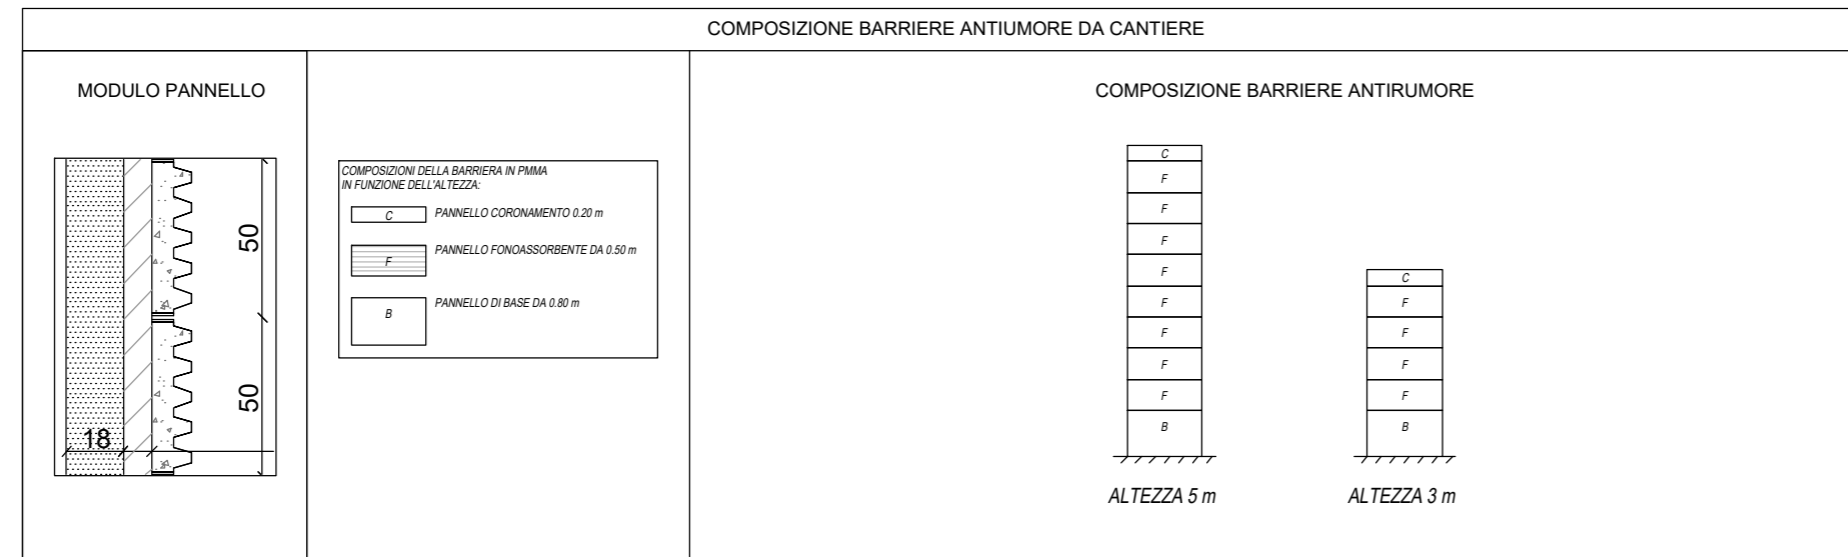 COMPOSIZIONE BARRIERE ANTIUMORE DA CANTIERE
MODULO PANNELLO
50
50
18
COMPOSIZIONI DELLA BARRIERA IN PMMA
IN FUNZIONE DELL'ALTEZZA:
C PANNELLO CORONAMENTO 0.20 m
F PANNELLO FONOASSORBENTE DA 0.50 m
B PANNELLO DI BASE DA 0.80 m
COMPOSIZIONE BARRIERE ANTIRUMORE
C
F
F
F
F
F
F
F
F
B
ALTEZZA 5 m
C
F
F
F
F
B
ALTEZZA 3 m